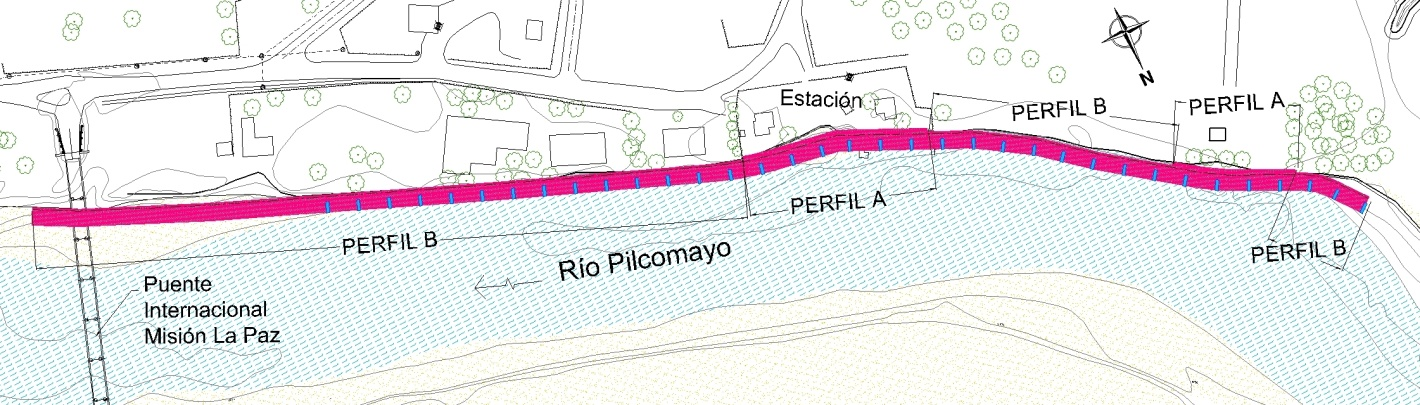 N
Estación
PERFIL B
PERFIL A
PERFIL A
PERFIL B
PERFIL B
Río Pilcomayo
Puente
Internacional
Misión La Paz